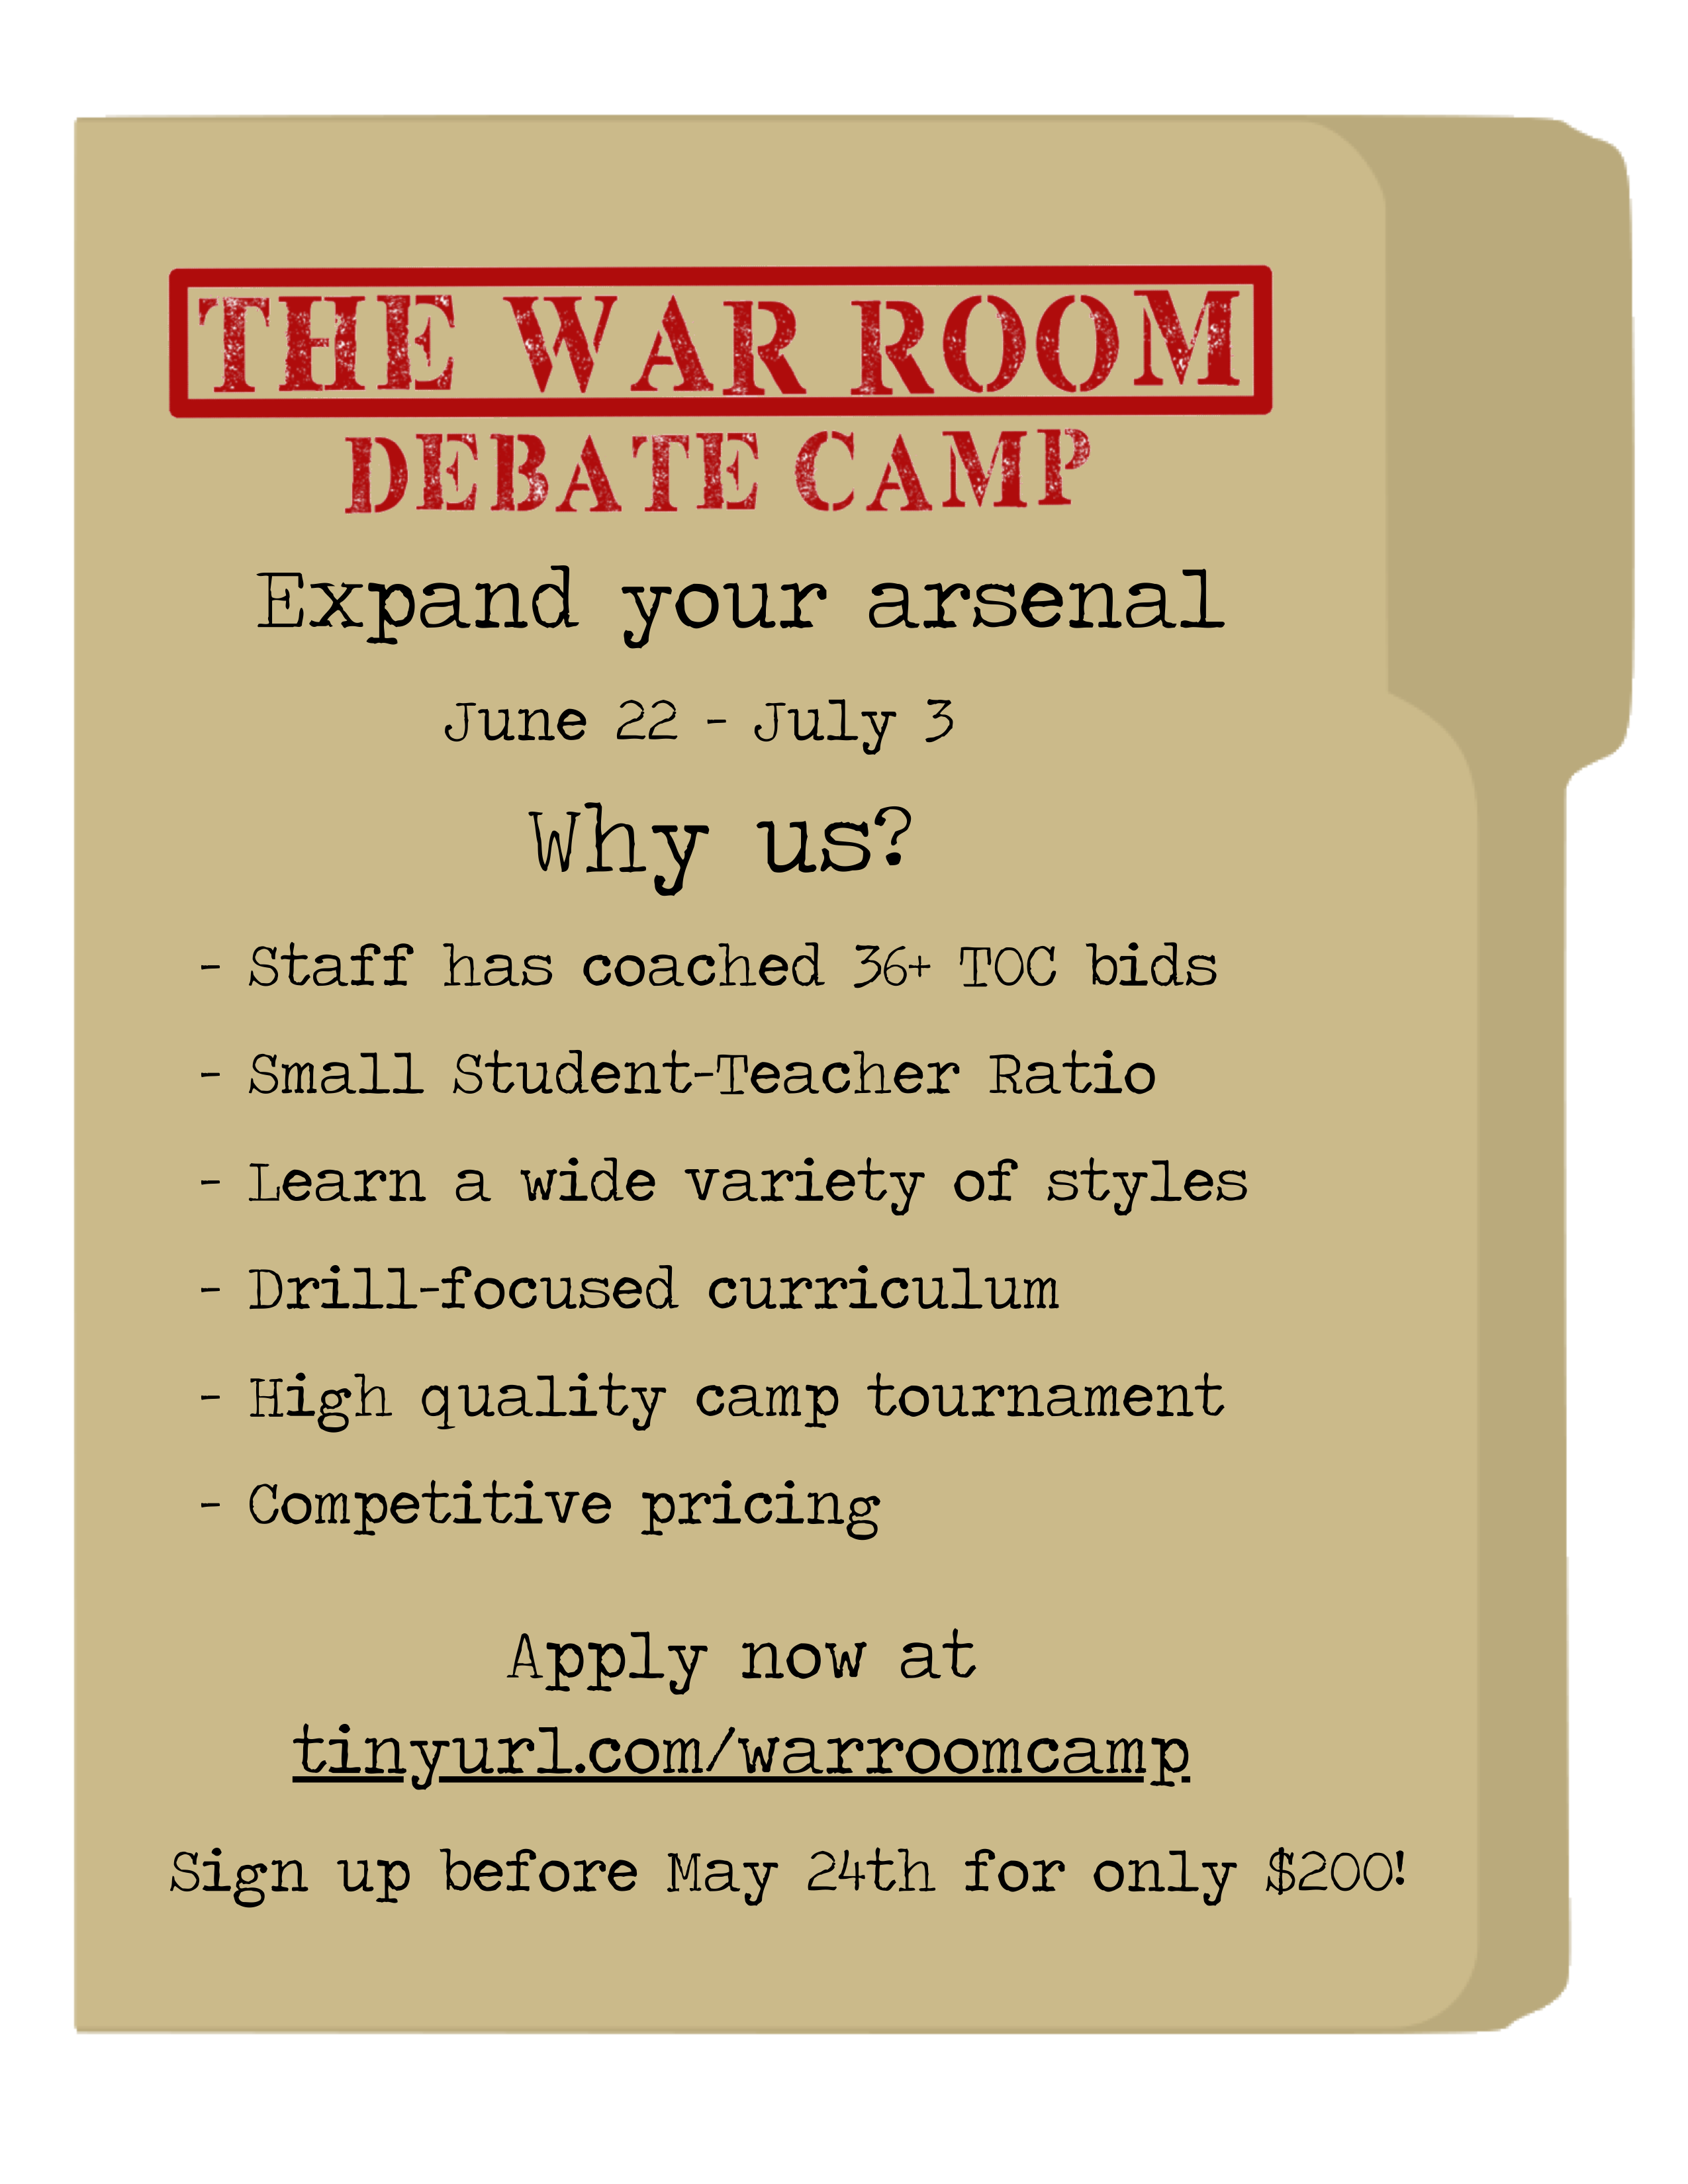 THE WAR ROOM
DEBATE CAMP
Expand your arsenal
June 22 - July 3
Why us?
- Staff has coached 36+ TOC bids
- Small Student-Teacher Ratio
- Learn a wide variety of styles
- Drill-focused curriculum
- High quality camp tournament
- Competitive pricing
Apply now at
tinyurl.com/warroomcamp
Sign up before May 24th for only $200!